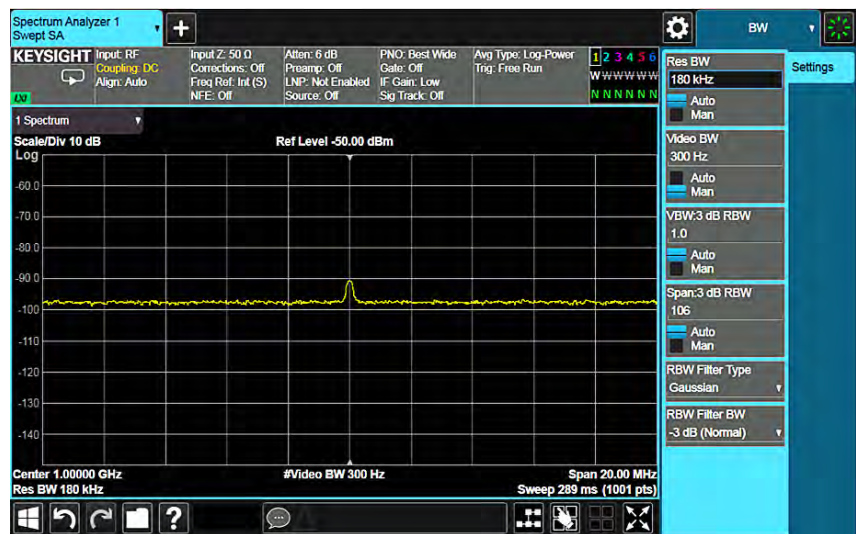 Spectrum Analyzer 1
Swept SA
BW
KEYSIGHT
Input: RF
Coupling: DC
Align: Auto
Input Z: 50 Ω
Corrections: Off
Freq Ref: Int (S)
NFE: Off
Atten: 6 dB
Preamp: Off
LNP: Not Enabled
Source: Off
PNO: Best Wide
Gate: Off
IF Gain: Low
Sig Track: Off
Avg Type: Log-Power
Trig: Free Run
1 2 3 4 5 6
W W W W W W
N N N N N N
LXI
1 Spectrum
Scale/Div 10 dB
Ref Level -50.00 dBm
Log
-60.0
-70.0
-80.0
-90.0
-100
-110
-120
-130
-140
Center 1.00000 GHz
#Video BW 300 Hz
Span 20.00 MHz
Res BW 180 kHz
Sweep 289 ms (1001 pts)
Res BW
180 kHz
Auto
Man
Video BW
300 Hz
Auto
Man
VBW:3 dB RBW
1.0
Auto
Man
Span:3 dB RBW
106
Auto
Man
RBW Filter Type
Gaussian
RBW Filter BW
-3 dB (Normal)
Settings
?